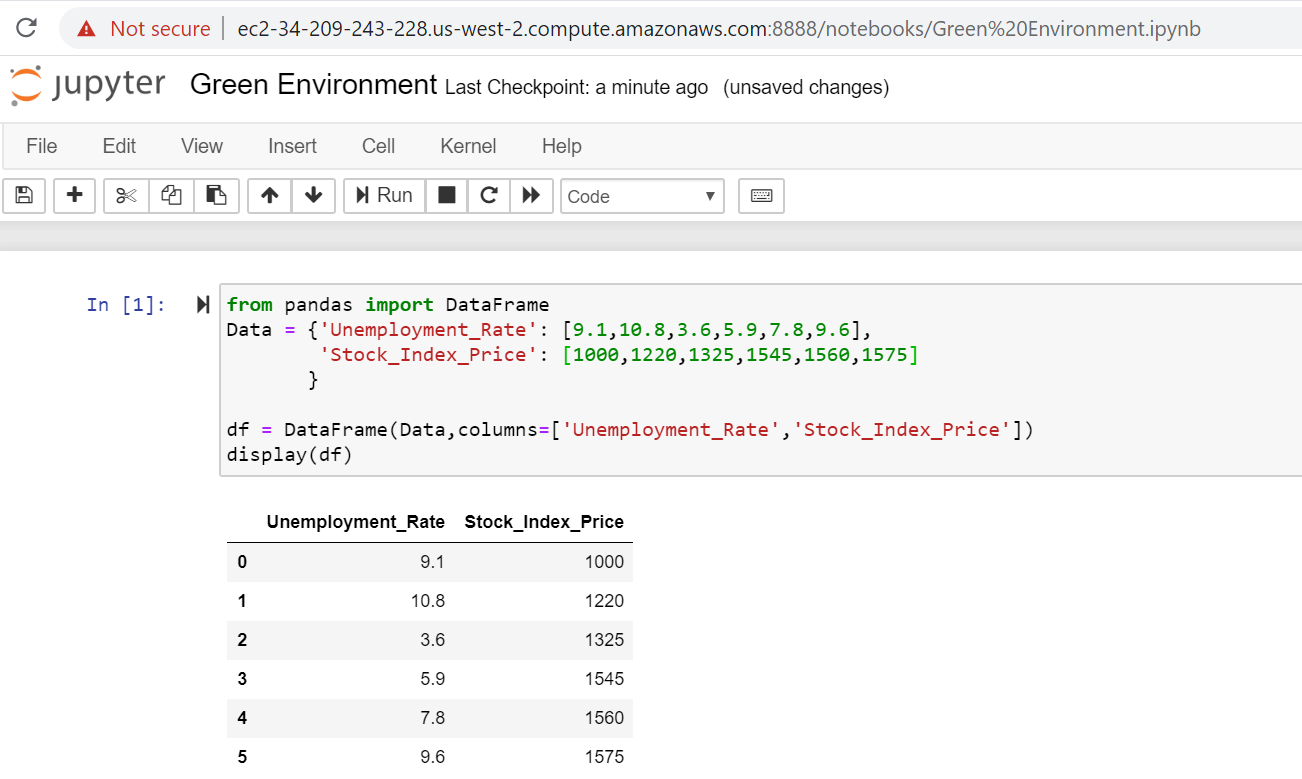 Not secure | ec2-34-209-243-228.us-west-2.compute.amazonaws.com:8888/notebooks/Green%20Environment.ipynb
jupyter Green Environment Last Checkpoint: a minute ago (unsaved changes)
File Edit View Insert Cell Kernel Help
Run Code
In [1]: from pandas import DataFrame
Data = {'Unemployment_Rate': [9.1,10.8,3.6,5.9,7.8,9.6],
        'Stock_Index_Price': [1000,1220,1325,1545,1560,1575]
       }
df = DataFrame(Data,columns=['Unemployment_Rate','Stock_Index_Price'])
display(df)
Unemployment_Rate Stock_Index_Price
0 9.1 1000
1 10.8 1220
2 3.6 1325
3 5.9 1545
4 7.8 1560
5 9.6 1575